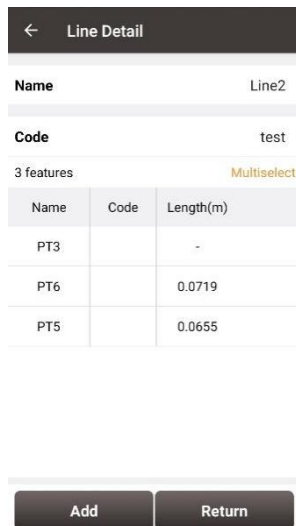 ← Line Detail
Name Line2
Code test
3 features Multiselect
Name Code Length(m)
PT3 -
PT6 0.0719
PT5 0.0655
Add Return